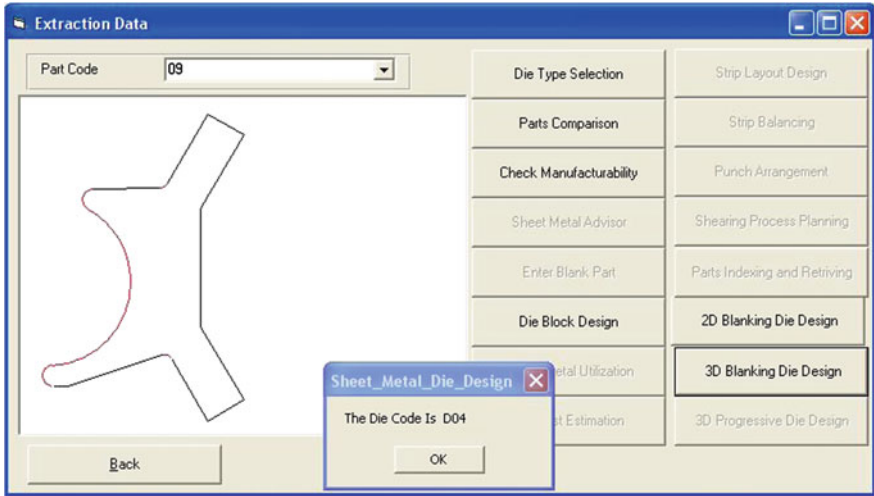 Extraction Data
Part Code 09
Die Type Selection Strip Layout Design
Parts Comparison Strip Balancing
Check Manufacturability Punch Arrangement
Sheet Metal Advisor Shearing Process Planning
Enter Blank Part Parts Indexing and Retriving
Die Block Design 2D Blanking Die Design
Sheet_Metal_Die_Design
etal Utilization 3D Blanking Die Design
The Die Code Is D04
st Estimation 3D Progressive Die Design
Back OK